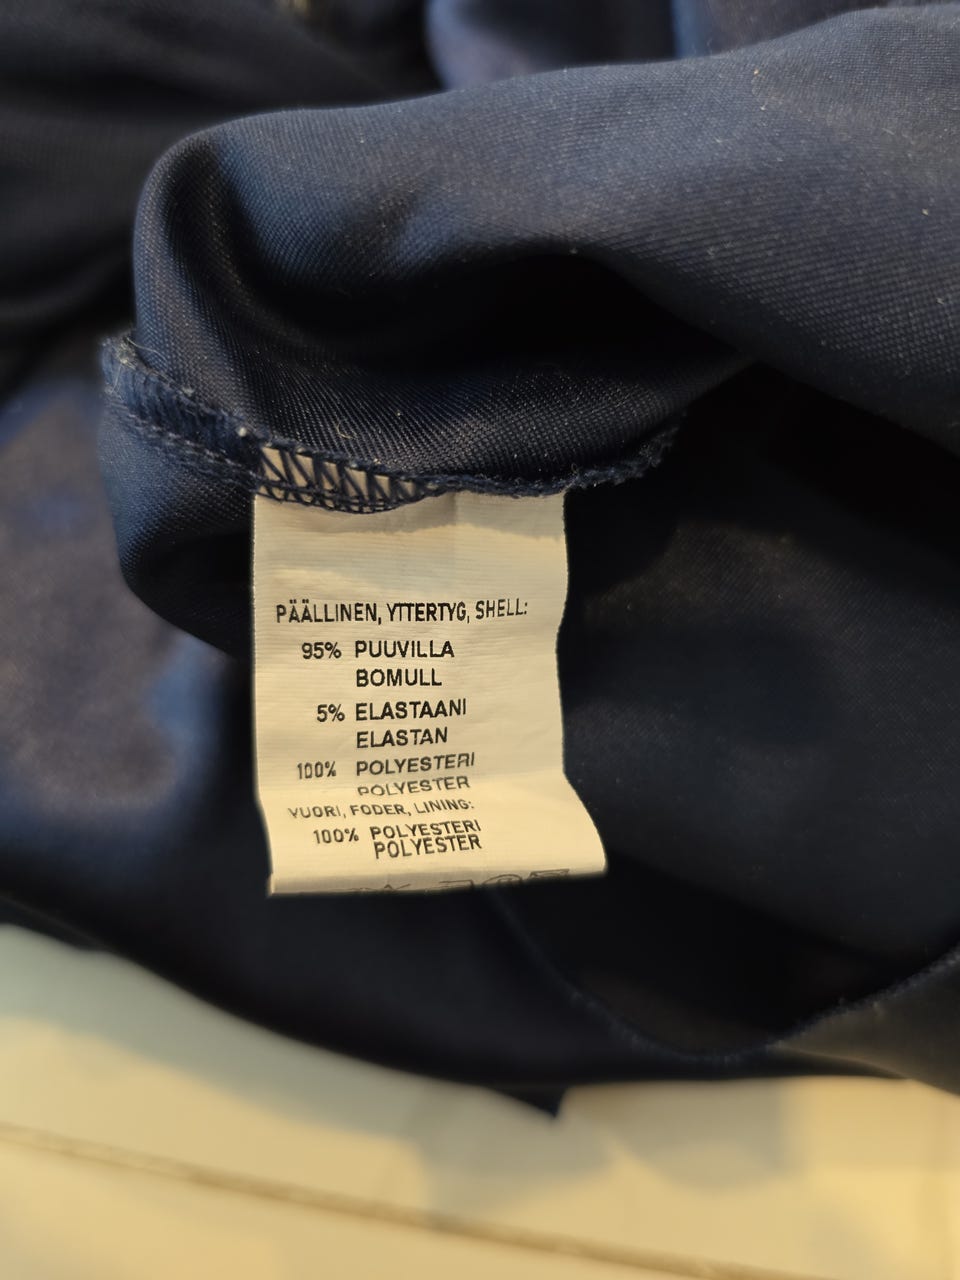 PÄÄLLINEN, YTTERTYG, SHELL:
95% PUUVILLA
BOMULL
5% ELASTAANI
ELASTAN
100% POLYESTERI
POLYESTER
VUORI, FODER, LINING:
100% POLYESTERI
POLYESTER